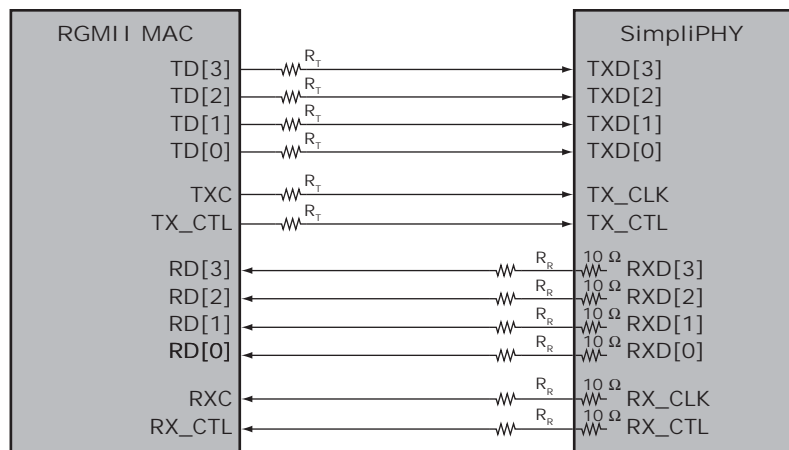 RGMII MAC SimpliPHY
TD[3] R_T TXD[3]
TD[2] R_T TXD[2]
TD[1] R_T TXD[1]
TD[0] R_T TXD[0]
TXC R_T TX_CLK
TX_CTL R_T TX_CTL
RD[3] R_R 10 Ω RXD[3]
RD[2] R_R 10 Ω RXD[2]
RD[1] R_R 10 Ω RXD[1]
RD[0] R_R 10 Ω RXD[0]
RXC R_R 10 Ω RX_CLK
RX_CTL R_R 10 Ω RX_CTL